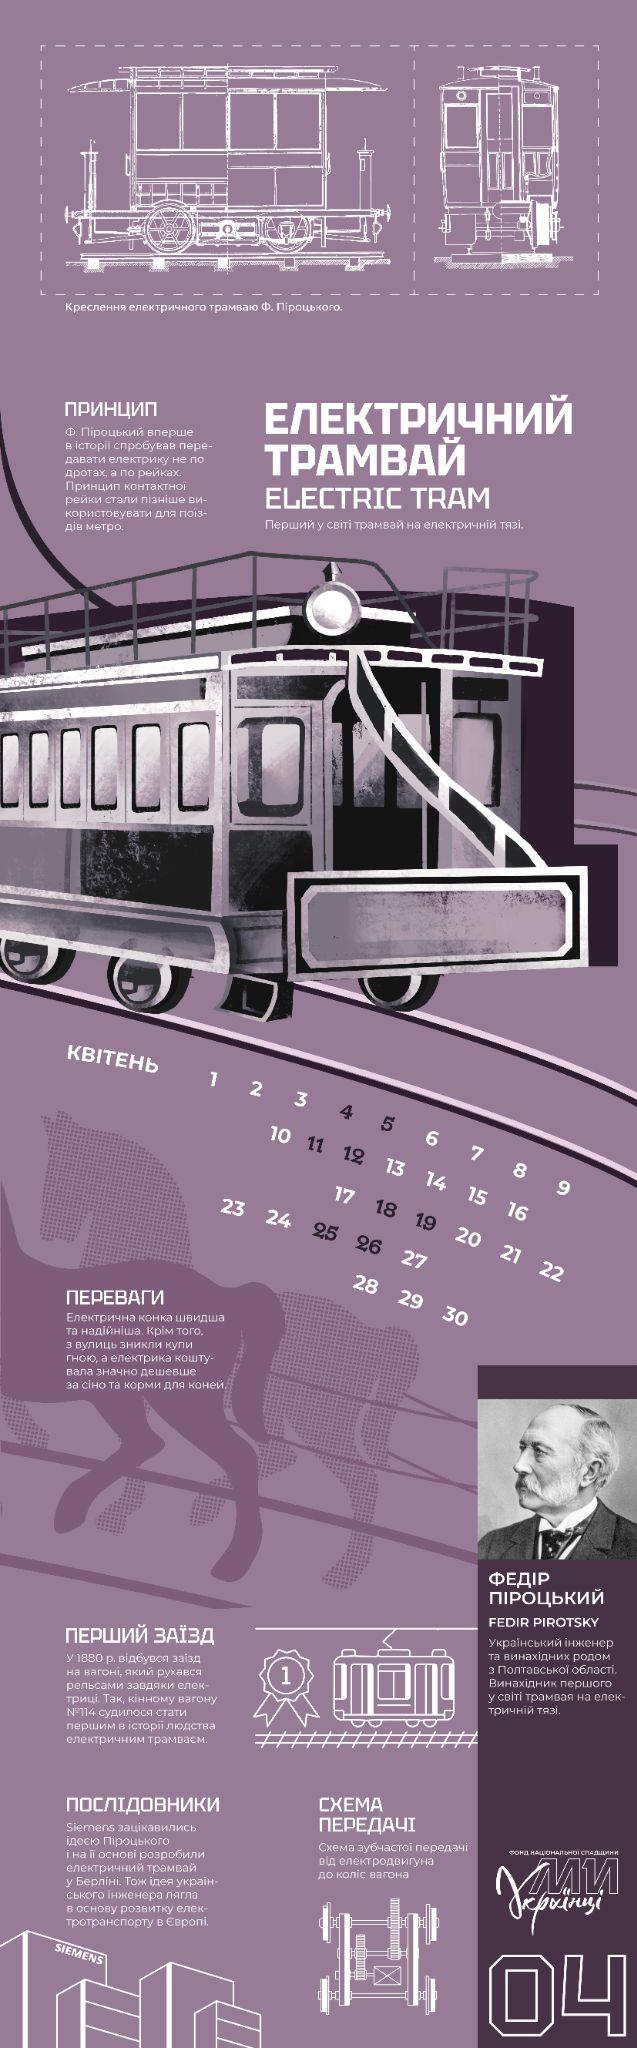 Креслення електричного трамваю Ф. Піроцького.
ПРИНЦИП
Ф. Піроцький вперше
в історії спробував пере-
давати електрику не по
дротах, а по рейках.
Принцип контактної
рейки стали пізніше ви-
користовувати для поїз-
дів метро.
ЕЛЕКТРИЧНИЙ
ТРАМВАЙ
ELECTRIC TRAM
Перший у світі трамвай на електричній тязі.
КВІТЕНЬ
1 2 3 4 5 6 7 8 9
10 11 12 13 14 15 16
17 18 19 20 21 22
23 24 25 26 27
28 29 30
ПЕРЕВАГИ
Електрична конка швидша
та надійніша. Крім того,
з вулиць зникли купи
гною, а електрика кошту-
вала значно дешевше
за сіно та корми для коней.
ФЕДІР
ПІРОЦЬКИЙ
FEDIR PIROTSKY
Український інженер
та винахідних родом
з Полтавської області.
Винахідник першого
у світі трамвая на елек-
тричній тязі.
ПЕРШИЙ ЗАЇЗД
У 1880 р. відбувся заїзд
на вагоні, який рухався
рельсами завдяки елек-
триці. Так, кінному вагону
№114 судилося стати
першим в історії людства
електричним трамваєм.
1
ПОСЛІДОВНИКИ
Siemens зацікавились
ідеєю Піроцького
і на її основі розробили
електричний трамвай
у Берліні. Тож ідея україн-
ського інженера лягла
в основу розвитку елек-
тротранспорту в Європі.
SIEMENS
СХЕМА
ПЕРЕДАЧІ
Схема зубчастої передачі
від електродвигуна
до коліс вагона
ФОНД НАЦІОНАЛЬНОЇ СПАДЩИНИ
МИ
Українці
04